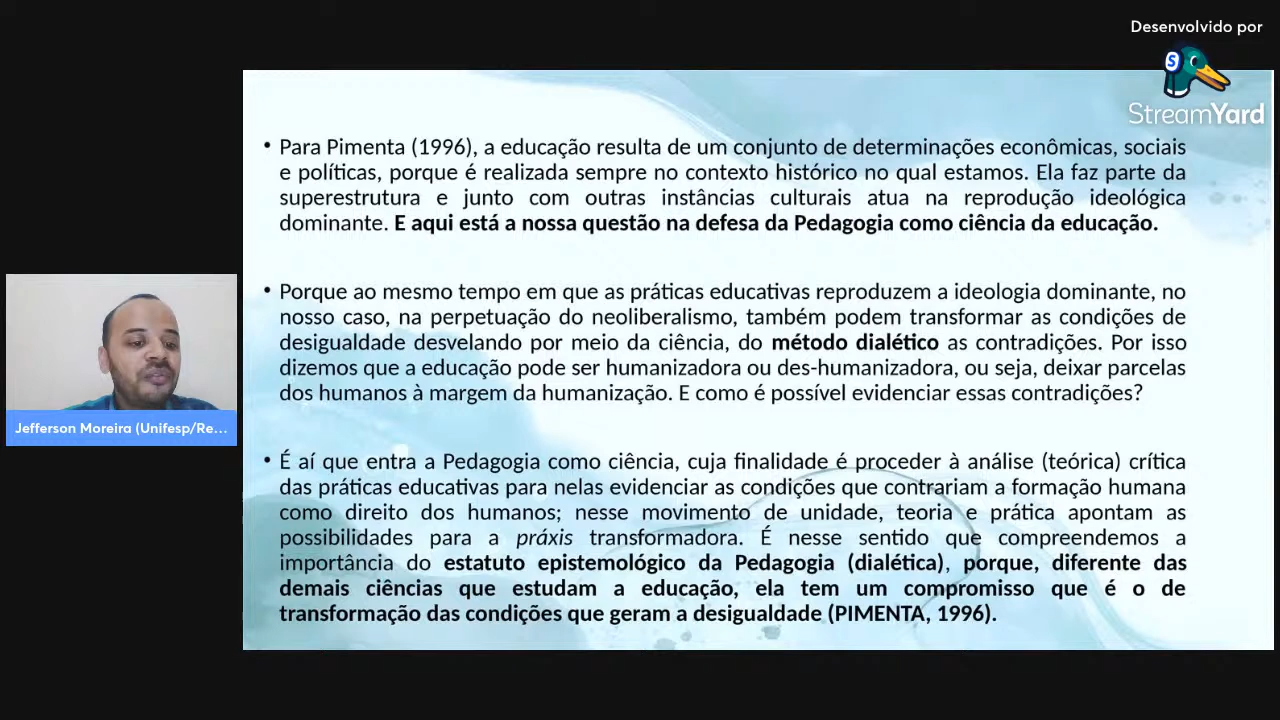 Desenvolvido por
StreamYard
• Para Pimenta (1996), a educação resulta de um conjunto de determinações econômicas, sociais
e políticas, porque é realizada sempre no contexto histórico no qual estamos. Ela faz parte da
superestrutura e junto com outras instâncias culturais atua na reprodução ideológica
dominante. E aqui está a nossa questão na defesa da Pedagogia como ciência da educação.
• Porque ao mesmo tempo em que as práticas educativas reproduzem a ideologia dominante, no
nosso caso, na perpetuação do neoliberalismo, também podem transformar as condições de
desigualdade desvelando por meio da ciência, do método dialético as contradições. Por isso
dizemos que a educação pode ser humanizadora ou des-humanizadora, ou seja, deixar parcelas
dos humanos à margem da humanização. E como é possível evidenciar essas contradições?
• É aí que entra a Pedagogia como ciência, cuja finalidade é proceder à análise (teórica) crítica
das práticas educativas para nelas evidenciar as condições que contrariam a formação humana
como direito dos humanos; nesse movimento de unidade, teoria e prática apontam as
possibilidades para a práxis transformadora. É nesse sentido que compreendemos a
importância do estatuto epistemológico da Pedagogia (dialética), porque, diferente das
demais ciências que estudam a educação, ela tem um compromisso que é o de
transformação das condições que geram a desigualdade (PIMENTA, 1996).
Jefferson Moreira (Unifesp/Re...